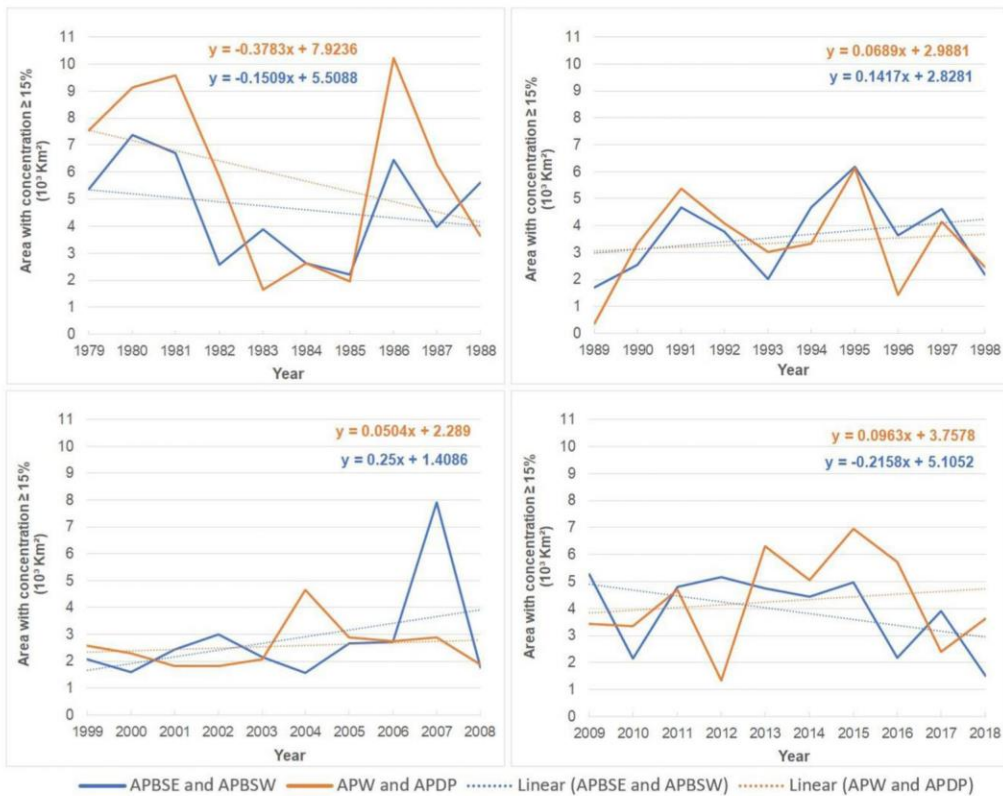 Area with concentration ≥ 15%
(10³ Km²)
11
10
9
8
7
6
5
4
3
2
1
0
y = -0.3783x + 7.9236
y = -0.1509x + 5.5088
1979 1980 1981 1982 1983 1984 1985 1986 1987 1988
Year
Area with concentration ≥ 15%
(10³ Km²)
11
10
9
8
7
6
5
4
3
2
1
0
y = 0.0689x + 2.9881
y = 0.1417x + 2.8281
1989 1990 1991 1992 1993 1994 1995 1996 1997 1998
Year
Area with concentration ≥ 15%
(10³ Km²)
11
10
9
8
7
6
5
4
3
2
1
0
y = 0.0504x + 2.289
y = 0.25x + 1.4086
1999 2000 2001 2002 2003 2004 2005 2006 2007 2008
Year
Area with concentration ≥ 15%
(10³ Km²)
11
10
9
8
7
6
5
4
3
2
1
0
y = 0.0963x + 3.7578
y = -0.2158x + 5.1052
2009 2010 2011 2012 2013 2014 2015 2016 2017 2018
Year
APBSE and APBSW APW and APDP Linear (APBSE and APBSW) Linear (APW and APDP)